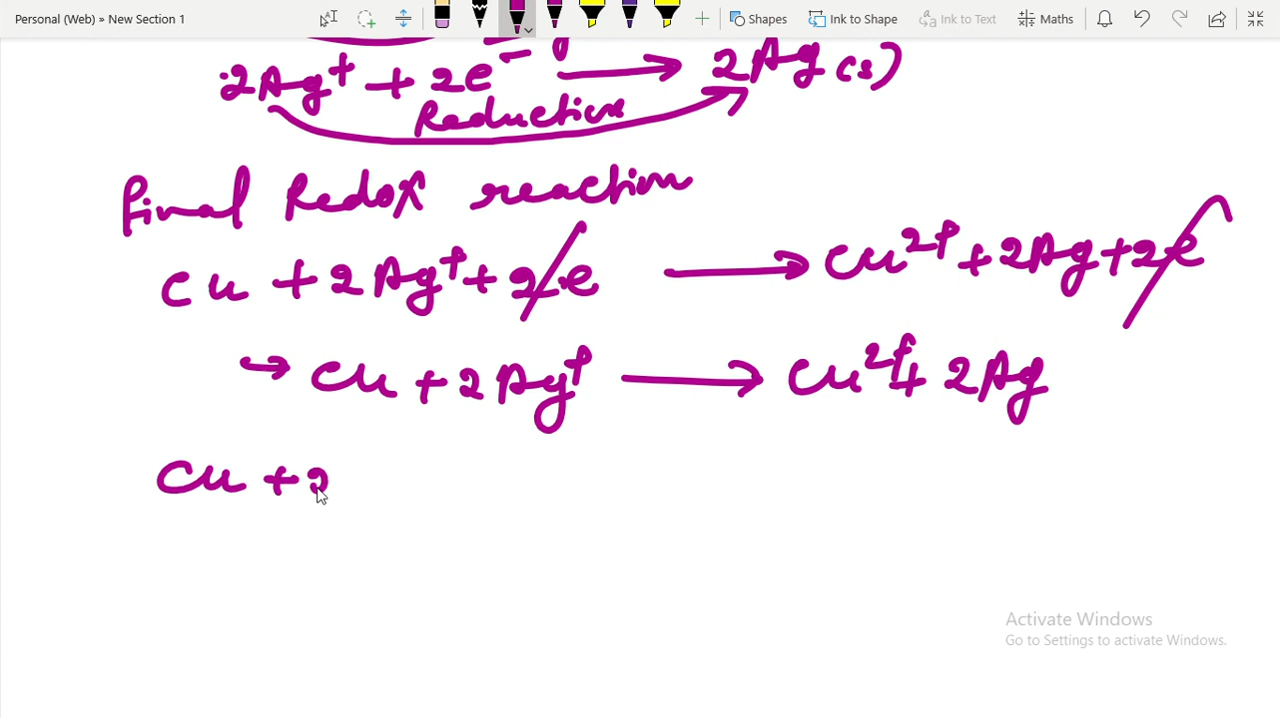 Personal (Web) » New Section 1
Shapes
Ink to Shape
Ink to Text
Maths
2Ag⁺ + 2e⁻ → 2Ag (s)
Reduction
Final Redox reaction
Cu + 2Ag⁺ + 2e → Cu²⁺ + 2Ag + 2e
→ Cu + 2Ag⁺ → Cu²⁺ + 2Ag
Cu + 2
Activate Windows
Go to Settings to activate Windows.